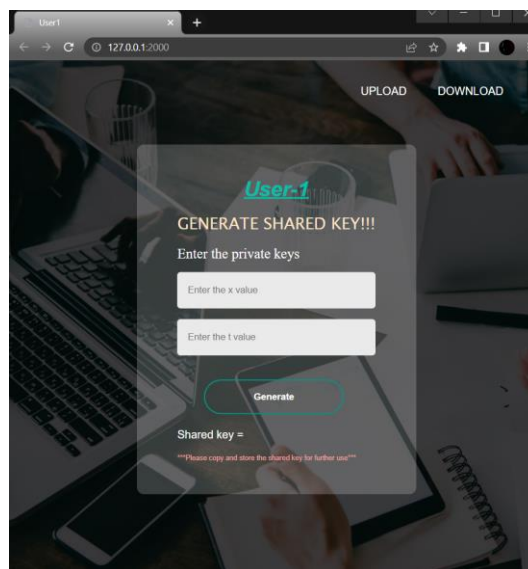 User1
127.0.0.1:2000
UPLOAD DOWNLOAD
User-1
GENERATE SHARED KEY!!!
Enter the private keys
Enter the x value
Enter the t value
Generate
Shared key =
***Please copy and store the shared key for further use***